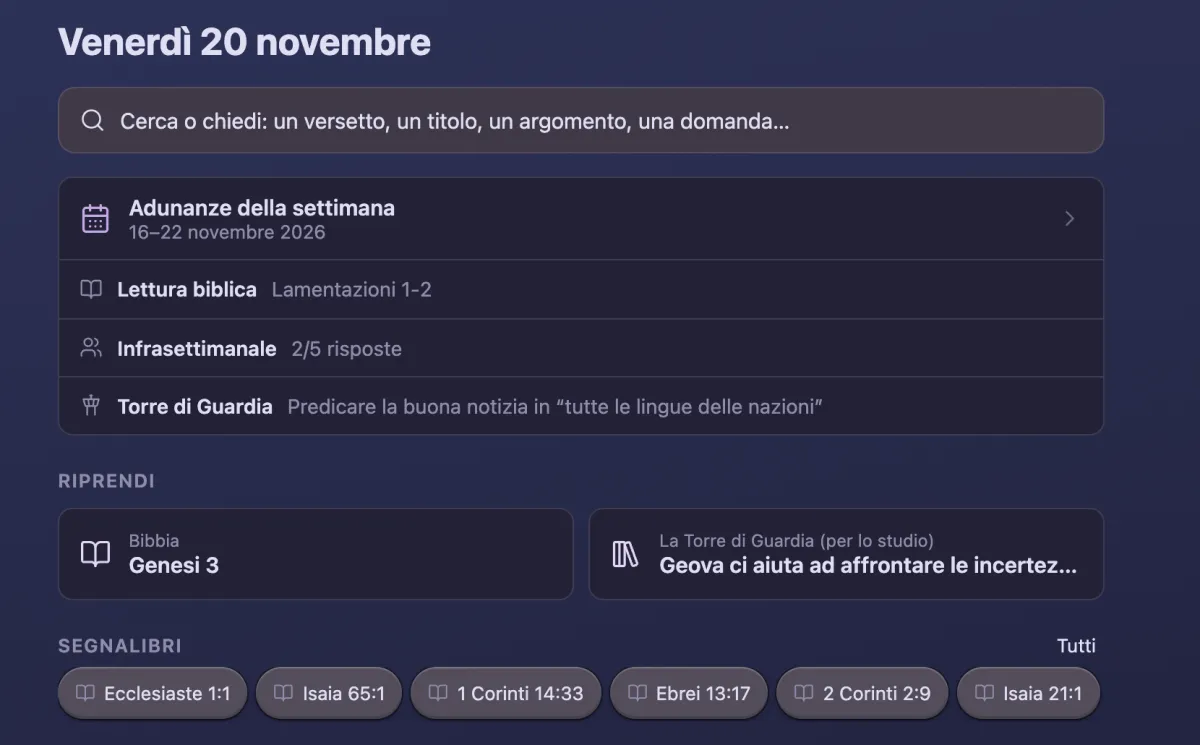 Venerdì 20 novembre
Cerca o chiedi: un versetto, un titolo, un argomento, una domanda...
Adunanze della settimana
16–22 novembre 2026
Lettura biblica Lamentazioni 1-2
Infrasettimanale 2/5 risposte
Torre di Guardia Predicare la buona notizia in “tutte le lingue delle nazioni”
RIPRENDI
Bibbia
Genesi 3
La Torre di Guardia (per lo studio)
Geova ci aiuta ad affrontare le incertez...
SEGNALIBRI Tutti
Ecclesiaste 1:1 Isaia 65:1 1 Corinti 14:33 Ebrei 13:17 2 Corinti 2:9 Isaia 21:1